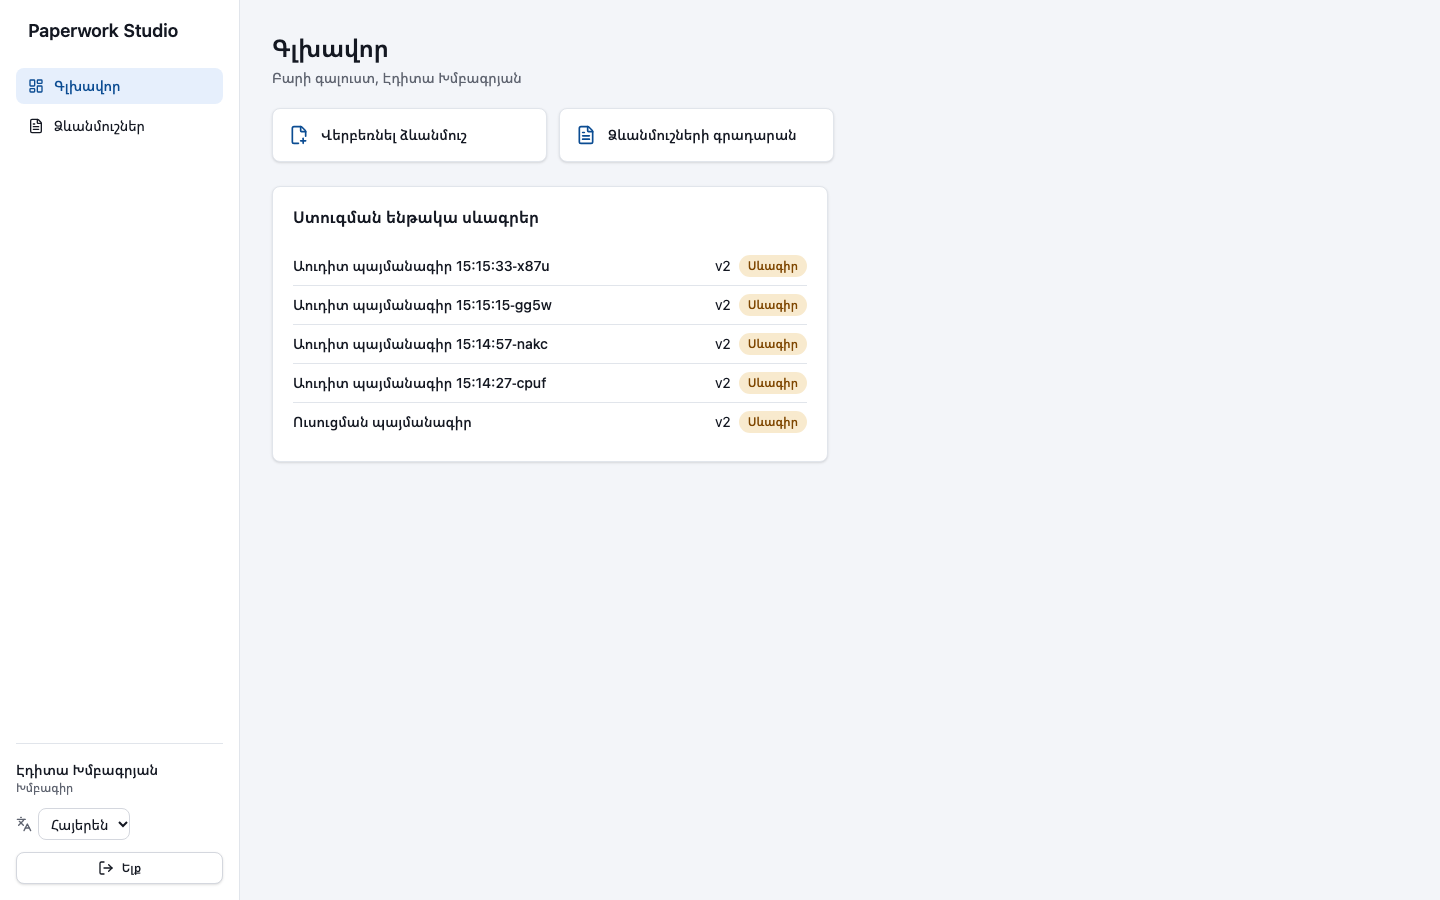 Paperwork Studio
Գլխավոր
Ձևանմուշներ
Էդիտա Խմբագրյան
Խմբագիր
Հայերեն
Ելք
Գլխավոր
Բարի գալուստ, Էդիտա Խմբագրյան
Վերբեռնել ձևանմուշ
Ձևանմուշների գրադարան
Ստուգման ենթակա սևագրեր
Աուդիտ պայմանագիր 15:15:33-x87u v2 Սևագիր
Աուդիտ պայմանագիր 15:15:15-gg5w v2 Սևագիր
Աուդիտ պայմանագիր 15:14:57-nakc v2 Սևագիր
Աուդիտ պայմանագիր 15:14:27-cpuf v2 Սևագիր
Ուսուցման պայմանագիր v2 Սևագիր